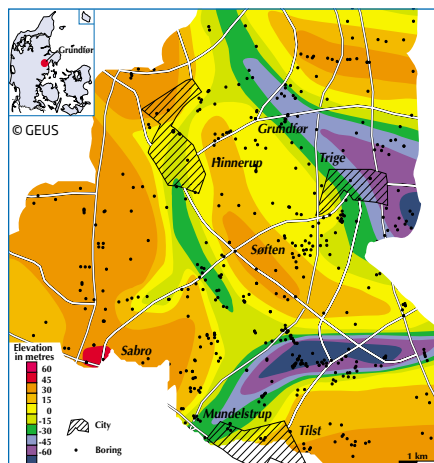 Grundfør
© GEUS
Grundfør
Hinnerup
Trige
Søften
Sabro
Mundelstrup
Tilst
Elevation
in metres
60
45
30
15
0
-15
-30
-45
-60
City
Boring
1 km